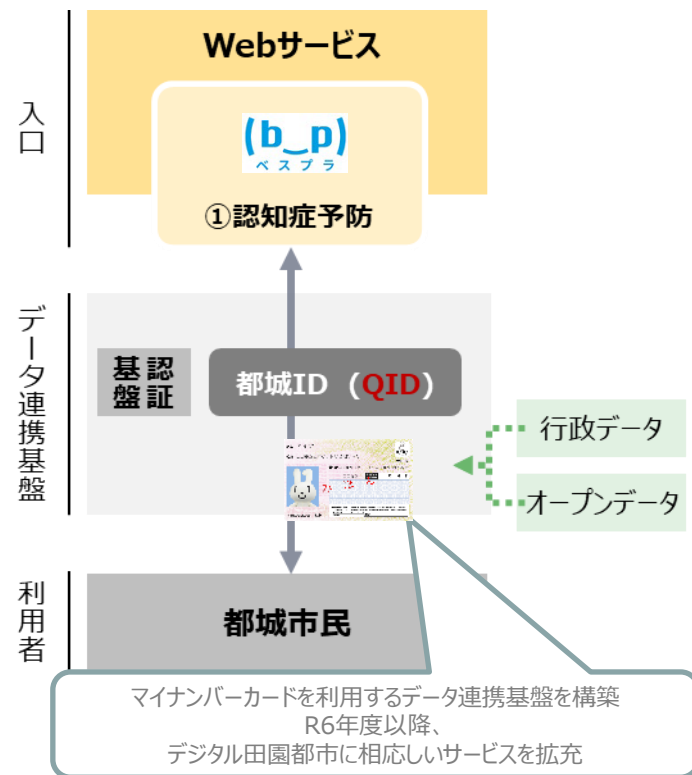 入口
Webサービス
(b_p)
ベスプラ
①認知症予防
データ連携基盤
認証基盤
都城ID (QID)
行政データ
オープンデータ
利用者
都城市民
マイナンバーカードを利用するデータ連携基盤を構築
R6年度以降、
デジタル田園都市に相応しいサービスを拡充